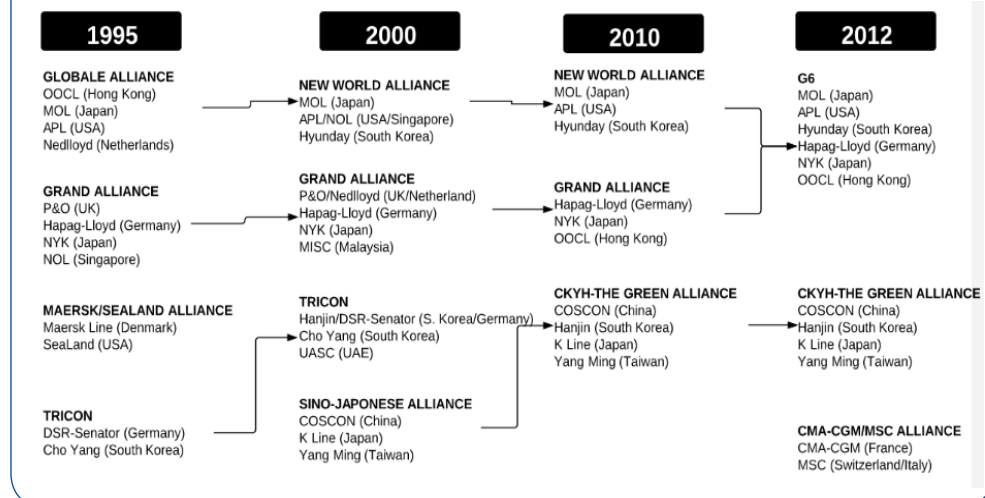 1995
GLOBALE ALLIANCE
OOCL (Hong Kong)
MOL (Japan)
APL (USA)
Nedlloyd (Netherlands)
GRAND ALLIANCE
P&O (UK)
Hapag-Lloyd (Germany)
NYK (Japan)
NOL (Singapore)
MAERSK/SEALAND ALLIANCE
Maersk Line (Denmark)
SeaLand (USA)
TRICON
DSR-Senator (Germany)
Cho Yang (South Korea)
2000
NEW WORLD ALLIANCE
MOL (Japan)
APL/NOL (USA/Singapore)
Hyunday (South Korea)
GRAND ALLIANCE
P&O/Nedlloyd (UK/Netherland)
Hapag-Lloyd (Germany)
NYK (Japan)
MISC (Malaysia)
TRICON
Hanjin/DSR-Senator (S. Korea/Germany)
Cho Yang (South Korea)
UASC (UAE)
SINO-JAPONESE ALLIANCE
COSCON (China)
K Line (Japan)
Yang Ming (Taiwan)
2010
NEW WORLD ALLIANCE
MOL (Japan)
APL (USA)
Hyunday (South Korea)
GRAND ALLIANCE
Hapag-Lloyd (Germany)
NYK (Japan)
OOCL (Hong Kong)
CKYH-THE GREEN ALLIANCE
COSCON (China)
Hanjin (South Korea)
K Line (Japan)
Yang Ming (Taiwan)
2012
G6
MOL (Japan)
APL (USA)
Hyunday (South Korea)
Hapag-Lloyd (Germany)
NYK (Japan)
OOCL (Hong Kong)
CKYH-THE GREEN ALLIANCE
COSCON (China)
Hanjin (South Korea)
K Line (Japan)
Yang Ming (Taiwan)
CMA-CGM/MSC ALLIANCE
CMA-CGM (France)
MSC (Switzerland/Italy)